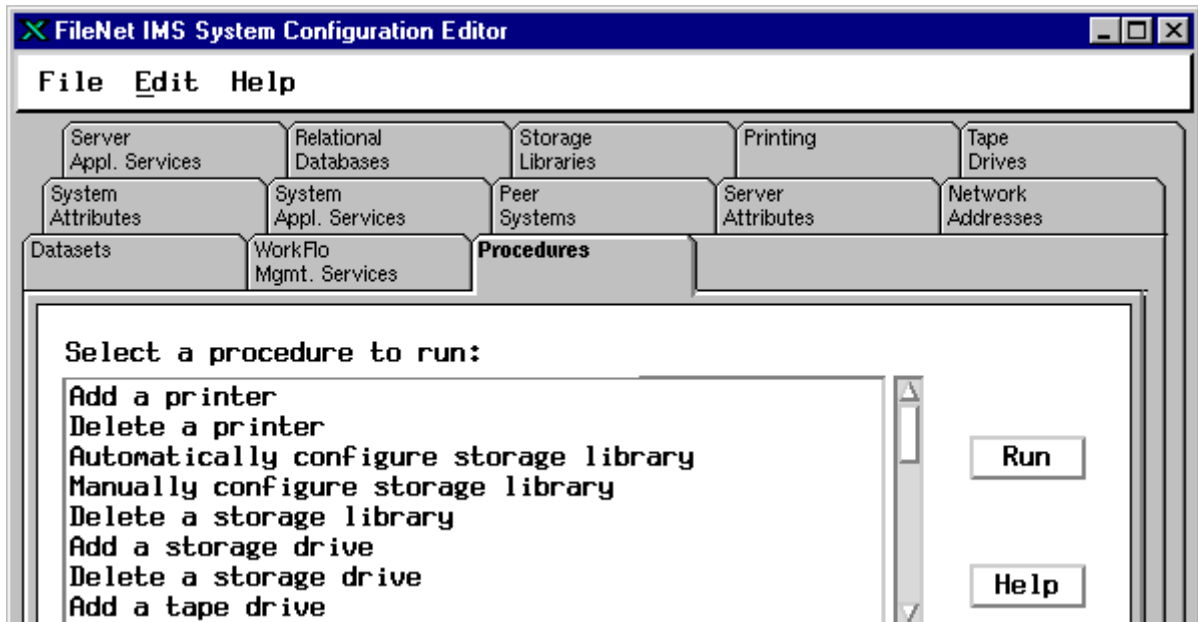 FileNet IMS System Configuration Editor
File Edit Help
Server Appl. Services
Relational Databases
Storage Libraries
Printing
Tape Drives
System Attributes
System Appl. Services
Peer Systems
Server Attributes
Network Addresses
Datasets
WorkFlo Mgmt. Services
Procedures
Select a procedure to run:
Add a printer
Delete a printer
Automatically configure storage library
Manually configure storage library
Delete a storage library
Add a storage drive
Delete a storage drive
Add a tape drive
Run
Help